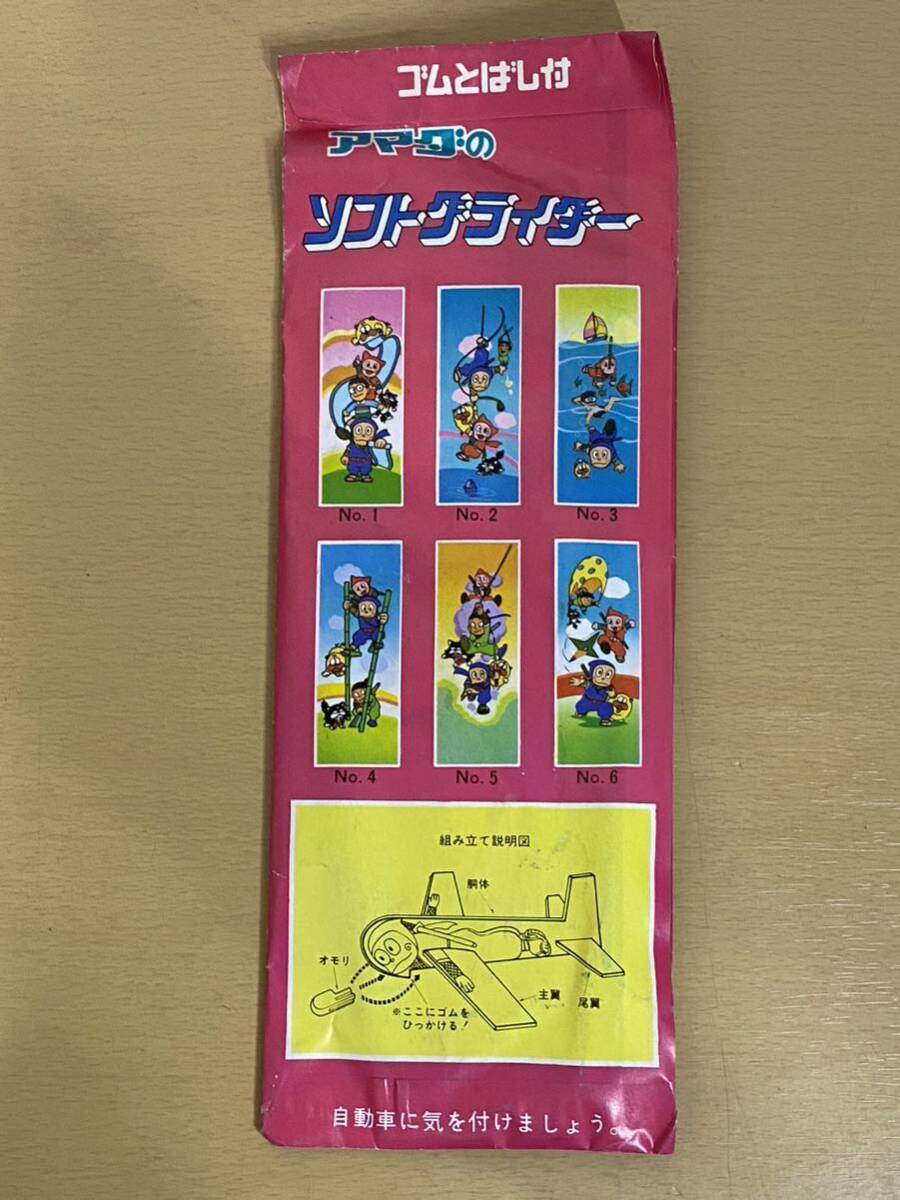 ゴムとばし付
アマダの
ソフトグライダー
No. 1
No. 2
No. 3
No. 4
No. 5
No. 6
組み立て説明図
胴体
オモリ
※ここにゴムを
ひっかける!
主翼
尾翼
自動車に気を付けましょう。